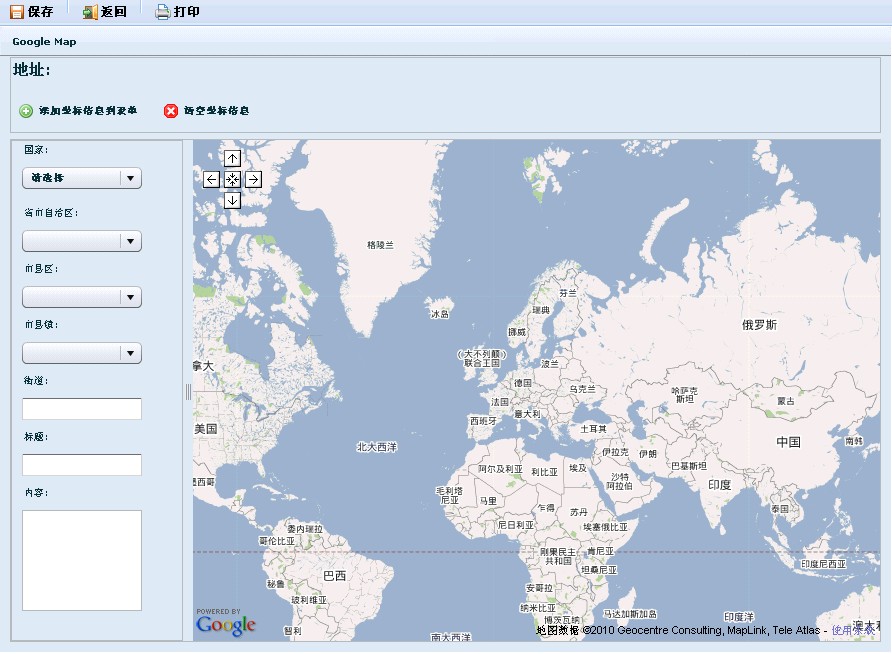 保存 返回 打印
Google Map
地址:
添加坐标信息到表单 清空坐标信息
国家:
请选择
省市自治区:
市县区:
市县镇:
街道:
标题:
内容:
格陵兰
冰岛
芬兰
瑞典
挪威
俄罗斯
(大不列颠)
联合王国
波兰
拿大
德国
乌克兰
哈萨克
斯坦
法国
蒙古
意大利
美国
西班牙
土耳其
中国
南韩
北大西洋
伊拉克
伊朗
巴基斯坦
阿尔及利亚
利比亚
埃及
沙特
阿拉伯
印度
墨西哥
毛利塔
尼亚
马里
乍得
苏丹
泰国
尼日利亚
埃塞俄比亚
委内瑞拉
哥伦比亚
刚果民主
共和国
肯尼亚
印度尼西亚
坦桑尼亚
巴西
秘鲁
安哥拉
玻利维亚
纳米比亚
马达加斯加岛
博茨瓦纳
印度洋
智利
南大西洋
澳大利
POWERED BY
Google
地图数据 ©2010 Geocentre Consulting, MapLink, Tele Atlas - 使用条款